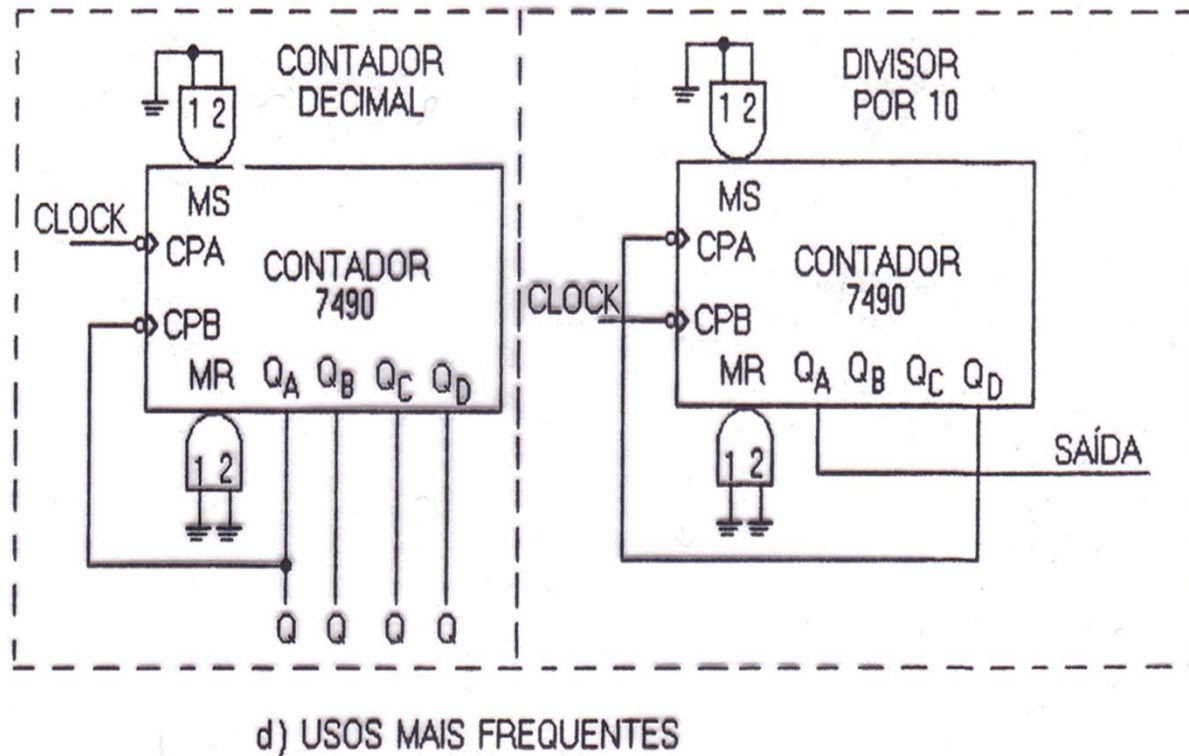 CONTADOR
DECIMAL
1 2
MS
CLOCK
CPA
CONTADOR
7490
CPB
MR QA QB QC QD
1 2
Q Q Q Q
DIVISOR
POR 10
1 2
MS
CPA
CONTADOR
7490
CLOCK
CPB
MR QA QB QC QD
1 2
SAÍDA
d) USOS MAIS FREQUENTES